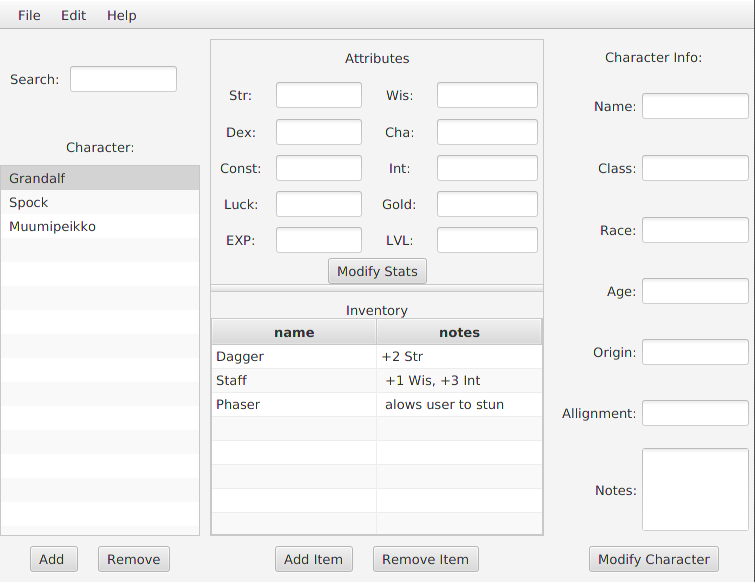 File Edit Help
Search:
Character:
Grandalf
Spock
Muumipeikko
Add Remove
Attributes
Str: Wis:
Dex: Cha:
Const: Int:
Luck: Gold:
EXP: LVL:
Modify Stats
Inventory
name notes
Dagger +2 Str
Staff +1 Wis, +3 Int
Phaser alows user to stun
Add Item Remove Item
Character Info:
Name:
Class:
Race:
Age:
Origin:
Allignment:
Notes:
Modify Character